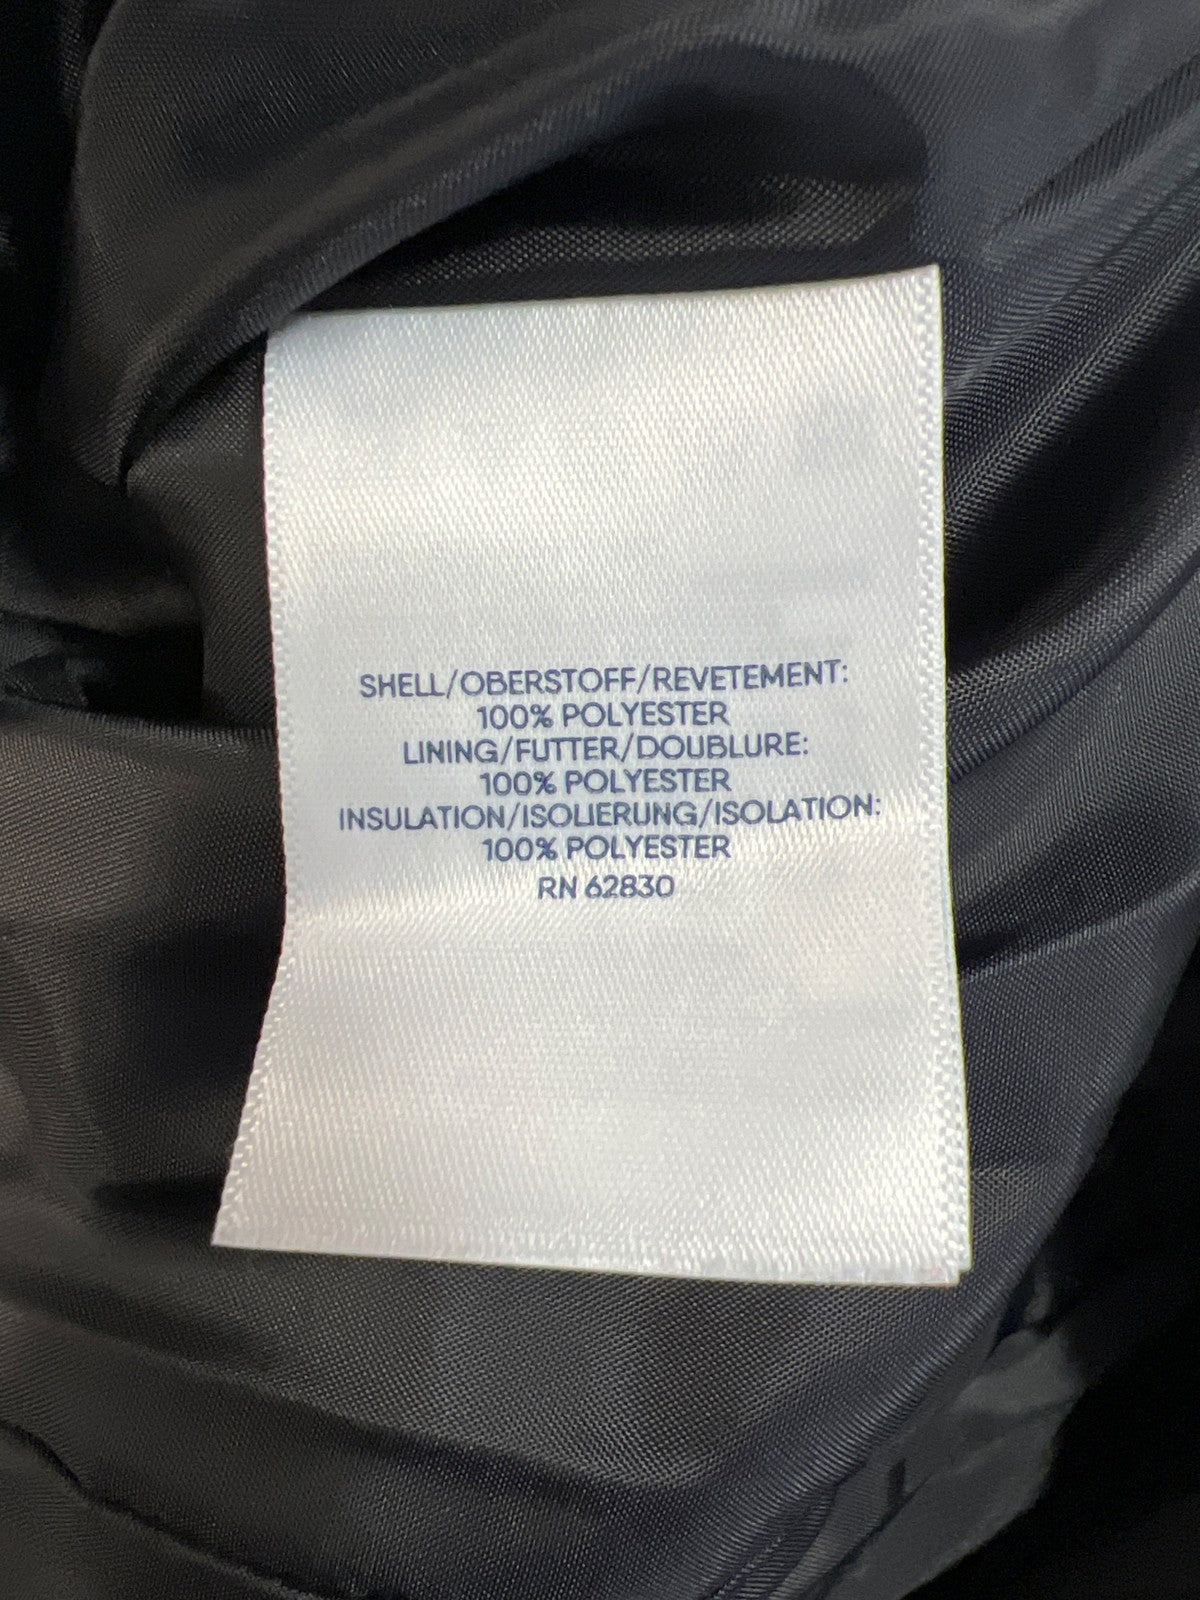 SHELL/OBERSTOFF/REVETEMENT:
100% POLYESTER
LINING/FUTTER/DOUBLURE:
100% POLYESTER
INSULATION/ISOLIERUNG/ISOLATION:
100% POLYESTER
RN 62830